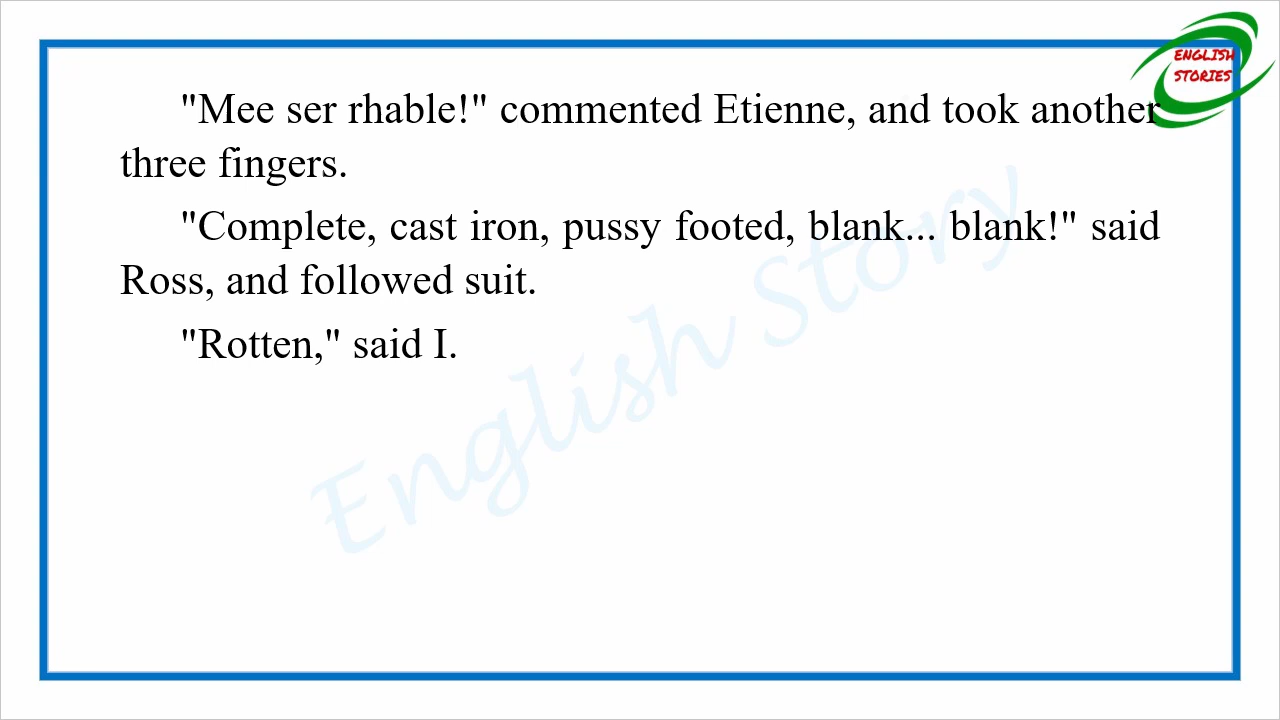 ENGLISH
STORIES
"Mee ser rhable!" commented Etienne, and took another
three fingers.
"Complete, cast iron, pussy footed, blank... blank!" said
Ross, and followed suit.
"Rotten," said I.
English Story